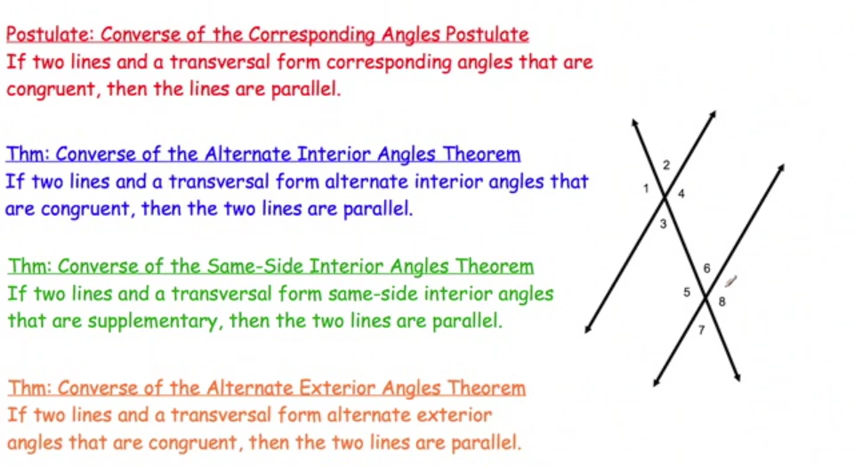 Postulate: Converse of the Corresponding Angles Postulate
If two lines and a transversal form corresponding angles that are
congruent, then the lines are parallel.
Thm: Converse of the Alternate Interior Angles Theorem
If two lines and a transversal form alternate interior angles that
are congruent, then the two lines are parallel.
Thm: Converse of the Same-Side Interior Angles Theorem
If two lines and a transversal form same-side interior angles
that are supplementary, then the two lines are parallel.
Thm: Converse of the Alternate Exterior Angles Theorem
If two lines and a transversal form alternate exterior
angles that are congruent, then the two lines are parallel.
2
1 4
3
6
5 8
7